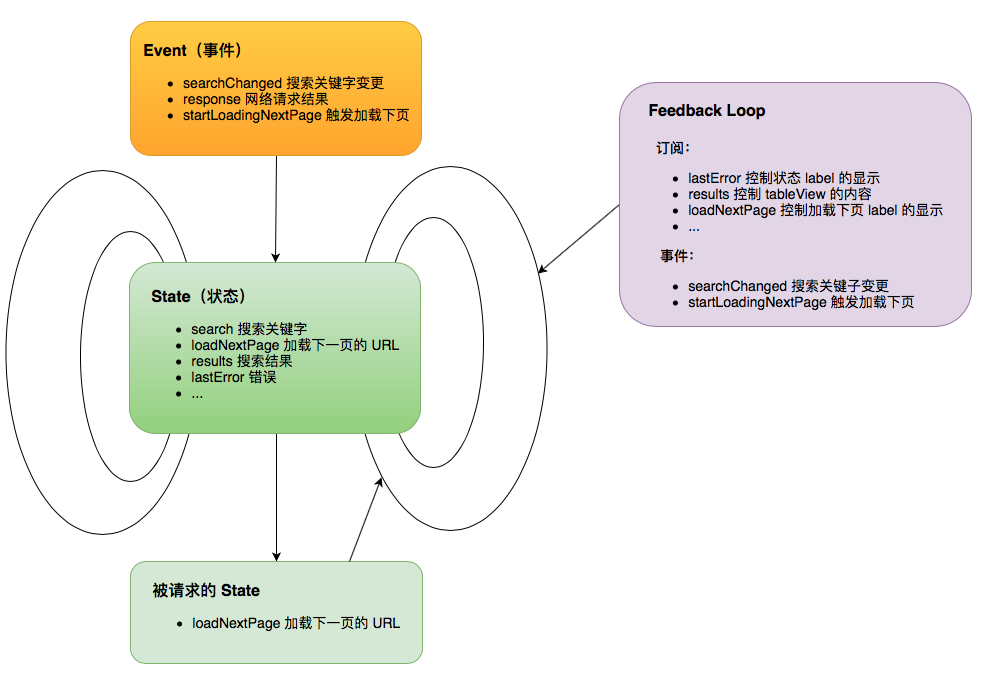 Event（事件）
• searchChanged 搜索关键字变更
• response 网络请求结果
• startLoadingNextPage 触发加载下页
Feedback Loop
订阅：
• lastError 控制状态 label 的显示
• results 控制 tableView 的内容
• loadNextPage 控制加载下页 label 的显示
• ...
事件：
• searchChanged 搜索关键子变更
• startLoadingNextPage 触发加载下页
State（状态）
• search 搜索关键字
• loadNextPage 加载下一页的 URL
• results 搜索结果
• lastError 错误
• ...
被请求的 State
• loadNextPage 加载下一页的 URL